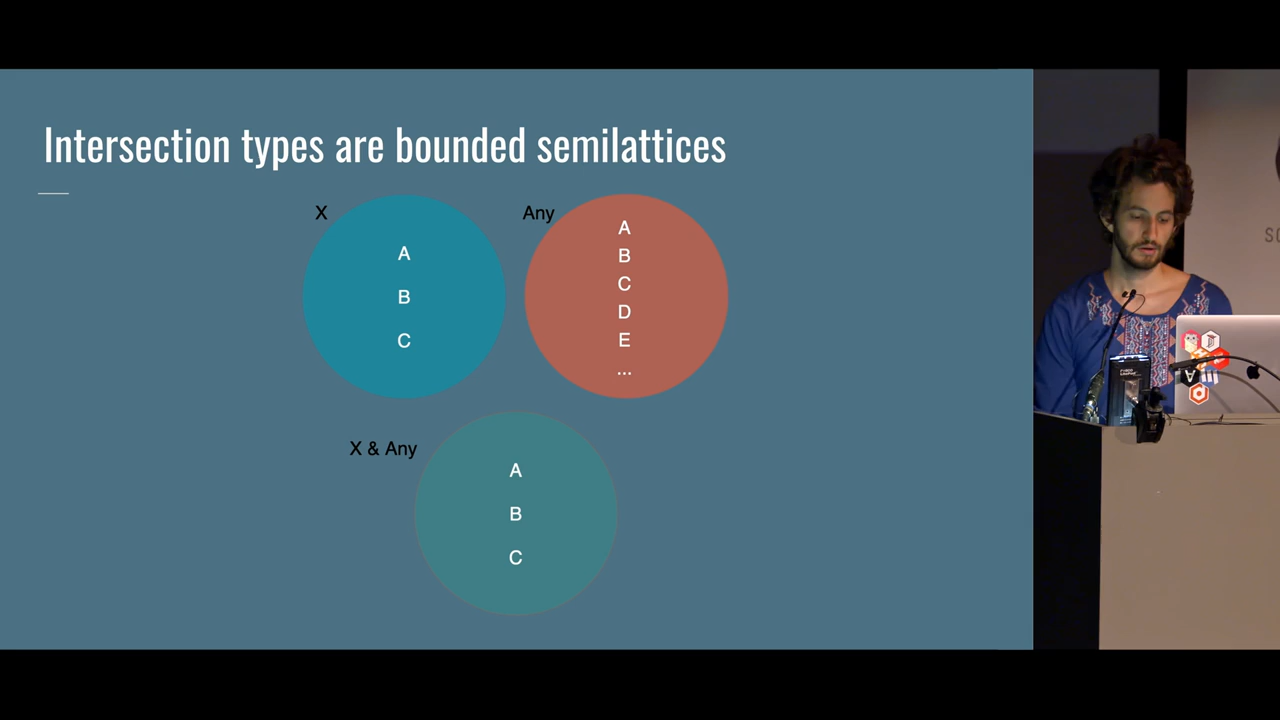 Intersection types are bounded semilattices
X
A
B
C
Any
A
B
C
D
E
...
X & Any
A
B
C